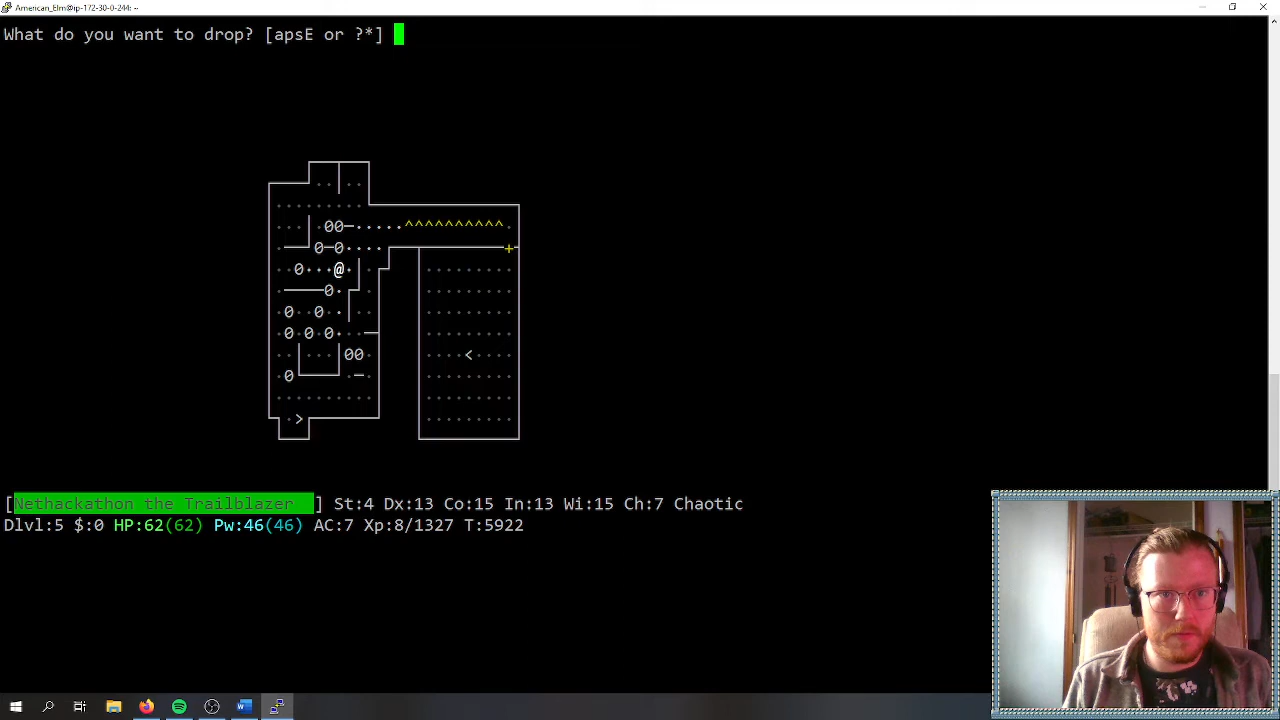 American_Elm@ip-172-30-0-244: ~
What do you want to drop? [apsE or ?*]
[Nethackathon the Trailblazer ] St:4 Dx:13 Co:15 In:13 Wi:15 Ch:7 Chaotic
Dlvl:5 $:0 HP:62(62) Pw:46(46) AC:7 Xp:8/1327 T:5922